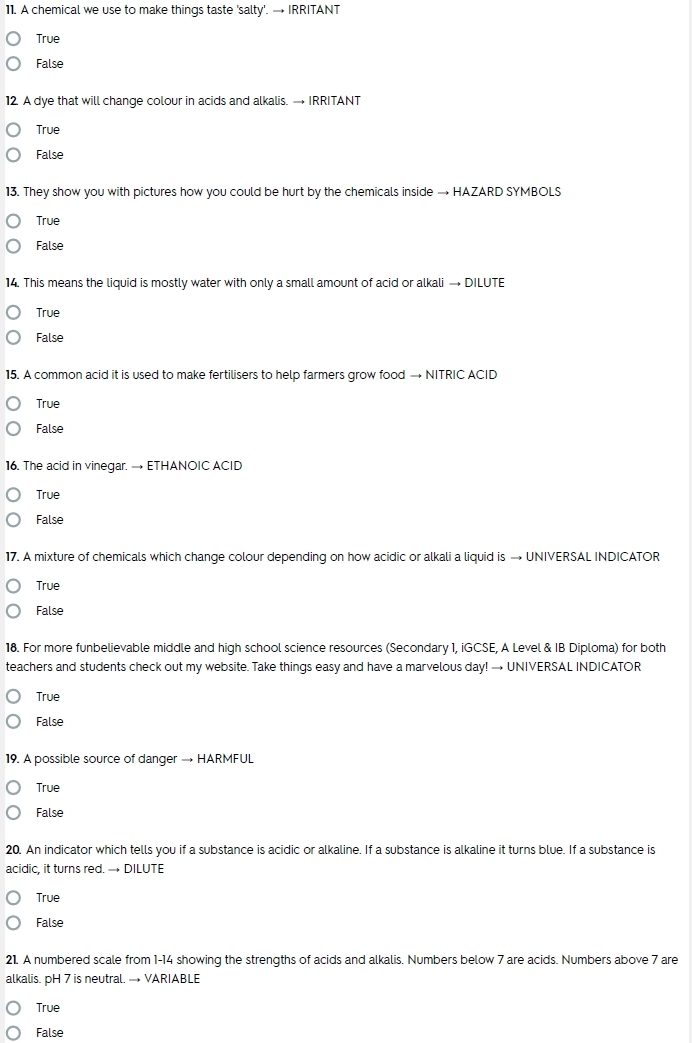 11. A chemical we use to make things taste 'salty'. → IRRITANT
True
False
12. A dye that will change colour in acids and alkalis. → IRRITANT
True
False
13. They show you with pictures how you could be hurt by the chemicals inside → HAZARD SYMBOLS
True
False
14. This means the liquid is mostly water with only a small amount of acid or alkali → DILUTE
True
False
15. A common acid it is used to make fertilisers to help farmers grow food → NITRIC ACID
True
False
16. The acid in vinegar. → ETHANOIC ACID
True
False
17. A mixture of chemicals which change colour depending on how acidic or alkali a liquid is → UNIVERSAL INDICATOR
True
False
18. For more funbelievable middle and high school science resources (Secondary 1, iGCSE, A Level & IB Diploma) for both
teachers and students check out my website. Take things easy and have a marvelous day! → UNIVERSAL INDICATOR
True
False
19. A possible source of danger → HARMFUL
True
False
20. An indicator which tells you if a substance is acidic or alkaline. If a substance is alkaline it turns blue. If a substance is
acidic, it turns red. → DILUTE
True
False
21. A numbered scale from 1-14 showing the strengths of acids and alkalis. Numbers below 7 are acids. Numbers above 7 are
alkalis. pH 7 is neutral. → VARIABLE
True
False